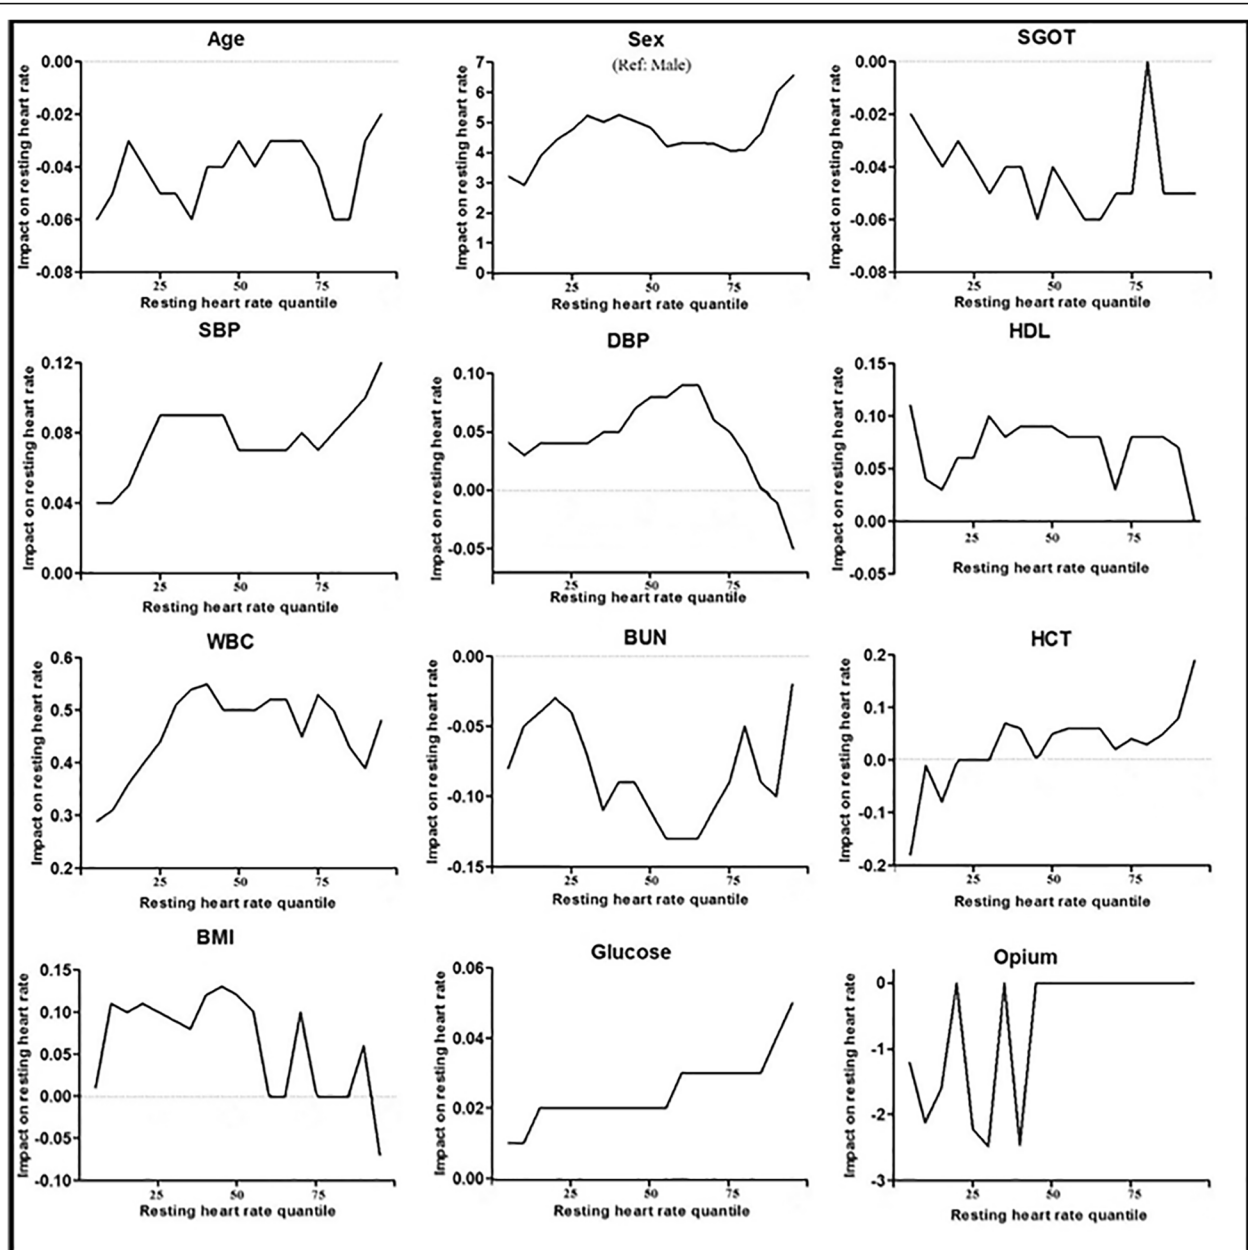 Age
Impact on resting heart rate
0.00
-0.02
-0.04
-0.06
-0.08
25 50 75
Resting heart rate quantile
Sex
(Ref: Male)
Impact on resting heart rate
7
6
5
4
3
2
1
0
25 50 75
Resting heart rate quantile
SGOT
Impact on resting heart rate
0.00
-0.02
-0.04
-0.06
-0.08
25 50 75
Resting heart rate quantile
SBP
Impact on resting heart rate
0.12
0.08
0.04
0.00
25 50 75
Resting heart rate quantile
DBP
Impact on resting heart rate
0.10
0.05
0.00
-0.05
25 50 75
Resting heart rate quantile
HDL
Impact on resting heart rate
0.15
0.10
0.05
0.00
-0.05
25 50 75
Resting heart rate quantile
WBC
Impact on resting heart rate
0.6
0.5
0.4
0.3
0.2
25 50 75
Resting heart rate quantile
BUN
Impact on resting heart rate
0.00
-0.05
-0.10
-0.15
25 50 75
Resting heart rate quantile
HCT
Impact on resting heart rate
0.2
0.1
0.0
-0.1
-0.2
25 50 75
Resting heart rate quantile
BMI
Impact on resting heart rate
0.15
0.10
0.05
0.00
-0.05
-0.10
25 50 75
Resting heart rate quantile
Glucose
Impact on resting heart rate
0.06
0.04
0.02
0.00
25 50 75
Resting heart rate quantile
Opium
Impact on resting heart rate
0
-1
-2
-3
25 50 75
Resting heart rate quantile